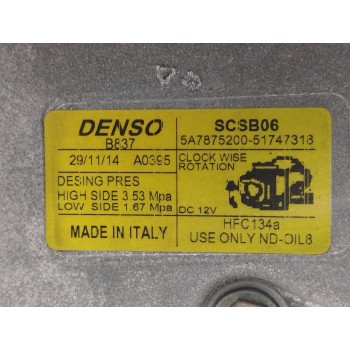 DENSO
B837
29/11/14 A0395
DESING PRES
HIGH SIDE 3.53 Mpa
LOW SIDE 1.67 Mpa
MADE IN ITALY
SCSB06
5A7875200-51747318
CLOCK WISE
ROTATION
DC 12V
HFC134a
USE ONLY ND-OIL8